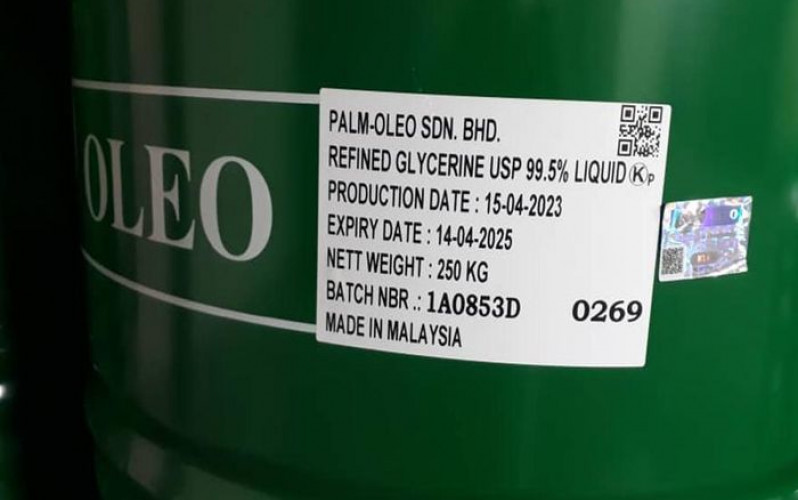 OLEO
PALM-OLEO SDN. BHD.
REFINED GLYCERINE USP 99.5% LIQUID Ⓚ P
PRODUCTION DATE : 15-04-2023
EXPIRY DATE : 14-04-2025
NETT WEIGHT : 250 KG
BATCH NBR .: 1A0853D 0269
MADE IN MALAYSIA